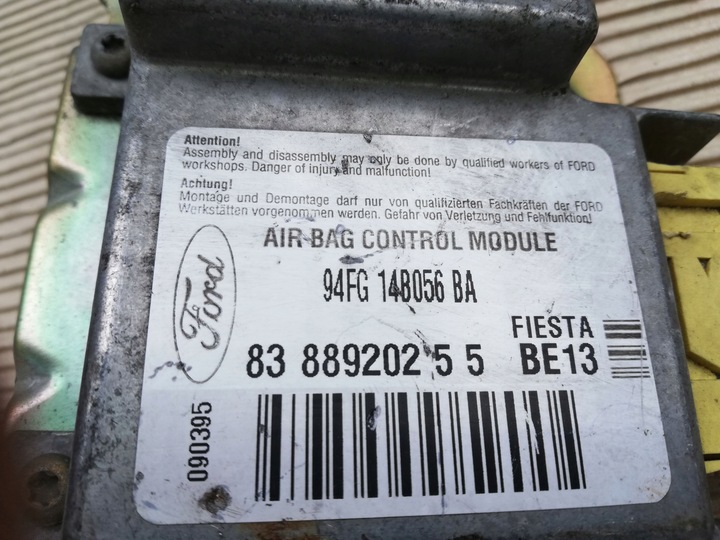 Attention!
Assembly and disassembly may only be done by qualified workers of FORD
workshops. Danger of injury and malfunction!
Achtung!
Montage und Demontage darf nur von qualifizierten Fachkräften der FORD
Werkstätten vorgenommen werden. Gefahr von Verletzung und Fehlfunktion!
AIR BAG CONTROL MODULE
94FG 14B056 BA
Ford
FIESTA
83 889202 5 5 BE13
090395